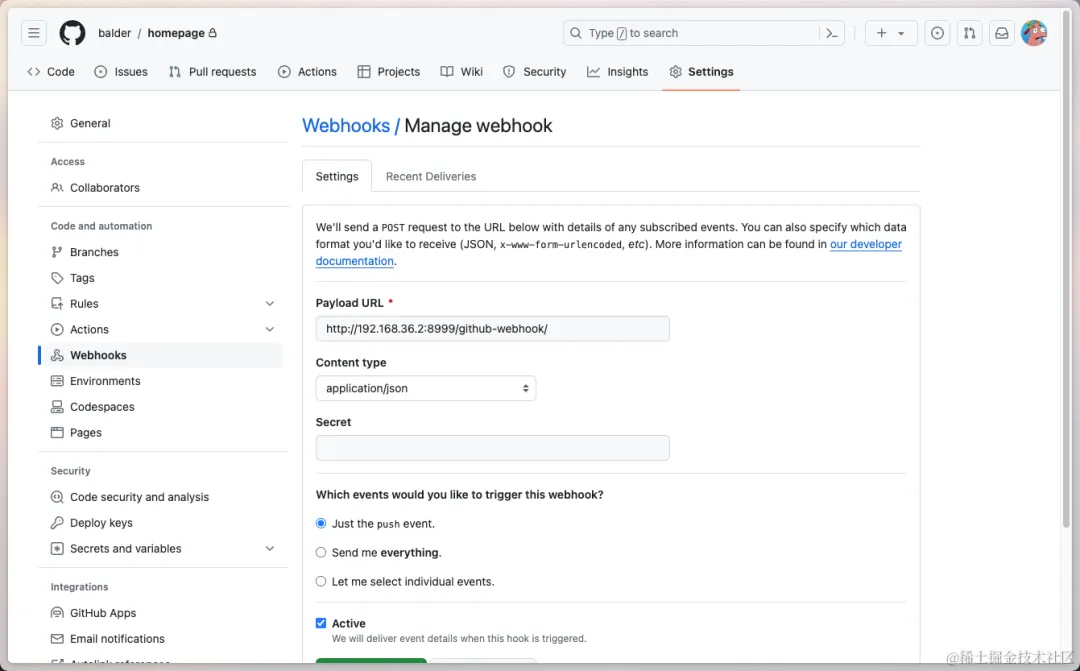 balder / homepage
Type / to search
Code
Issues
Pull requests
Actions
Projects
Wiki
Security
Insights
Settings
General
Access
Collaborators
Code and automation
Branches
Tags
Rules
Actions
Webhooks
Environments
Codespaces
Pages
Security
Code security and analysis
Deploy keys
Secrets and variables
Integrations
GitHub Apps
Email notifications
Autolink references
Webhooks / Manage webhook
Settings
Recent Deliveries
We'll send a POST request to the URL below with details of any subscribed events. You can also specify which data
format you'd like to receive (JSON, x-www-form-urlencoded, etc). More information can be found in our developer
documentation.
Payload URL *
http://192.168.36.2:8999/github-webhook/
Content type
application/json
Secret
Which events would you like to trigger this webhook?
Just the push event.
Send me everything.
Let me select individual events.
Active
We will deliver event details when this hook is triggered.
@稀土掘金技术社区